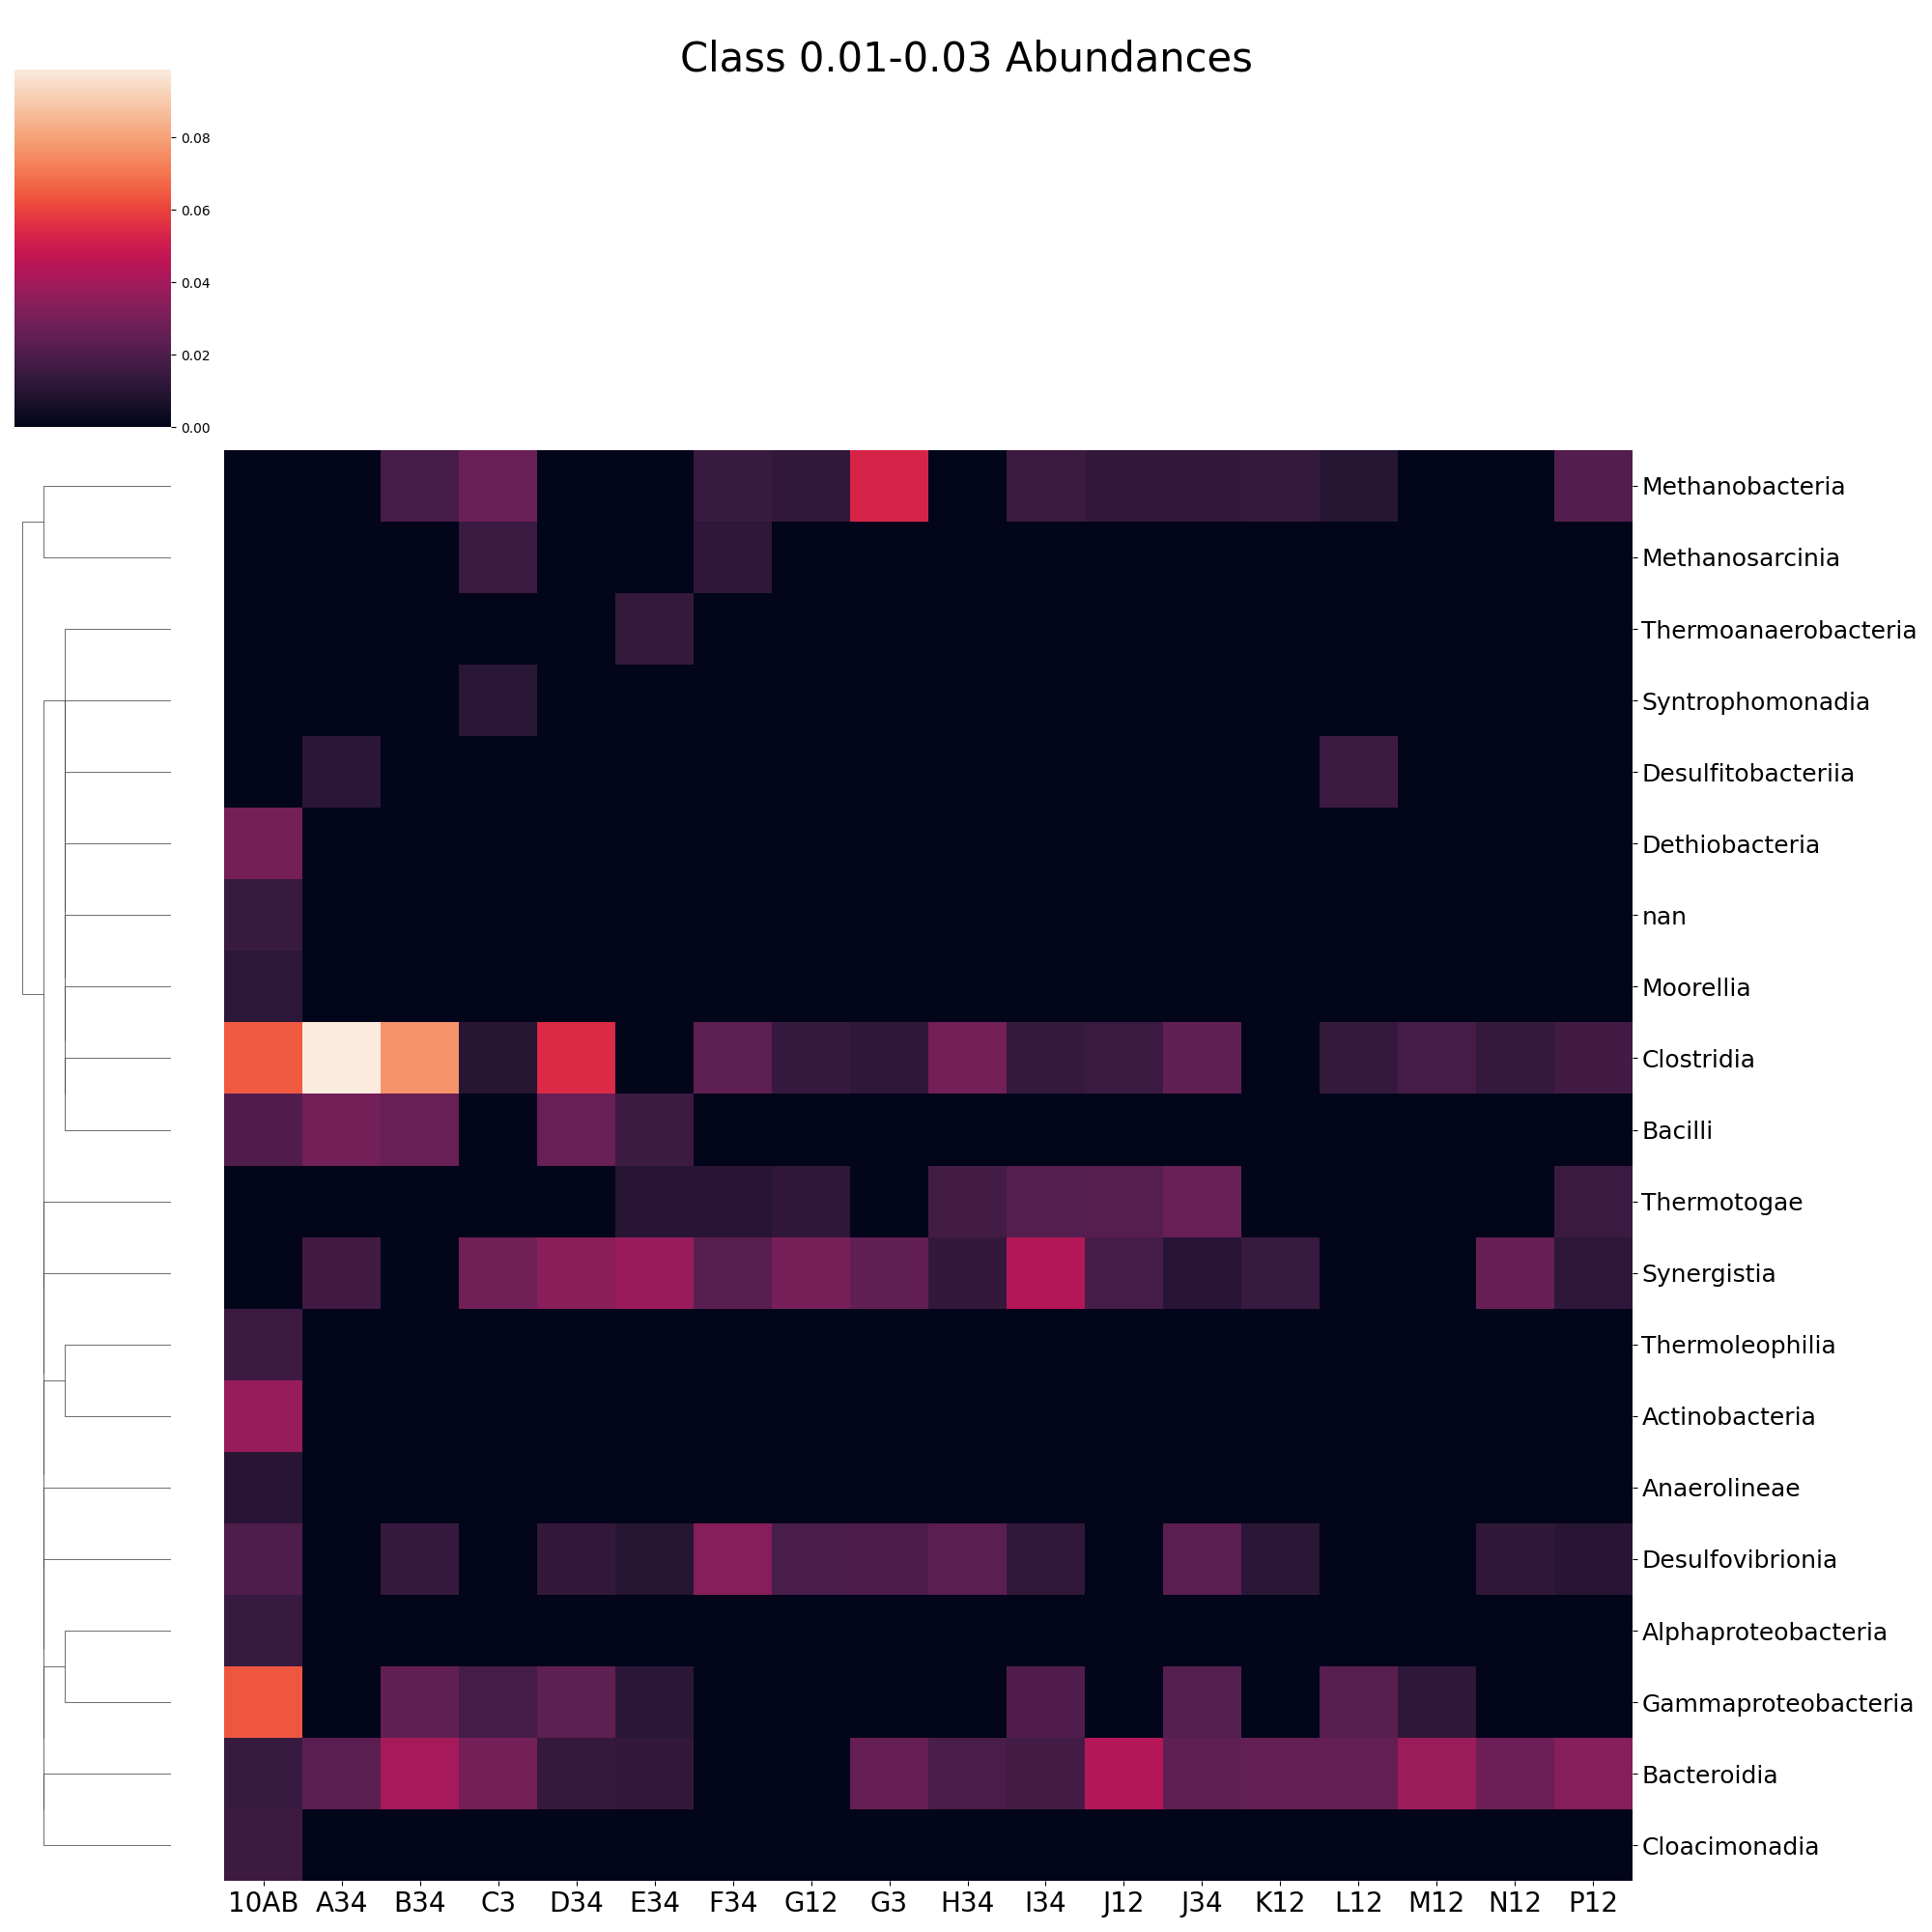 Class 0.01-0.03 Abundances
0.08
0.06
0.04
0.02
0.00
Methanobacteria
Methanosarcinia
Thermoanaerobacteria
Syntrophomonadia
Desulfitobacteriia
Dethiobacteria
nan
Moorellia
Clostridia
Bacilli
Thermotogae
Synergistia
Thermoleophilia
Actinobacteria
Anaerolineae
Desulfovibrionia
Alphaproteobacteria
Gammaproteobacteria
Bacteroidia
Cloacimonadia
10AB A34 B34 C3 D34 E34 F34 G12 G3 H34 I34 J12 J34 K12 L12 M12 N12 P12